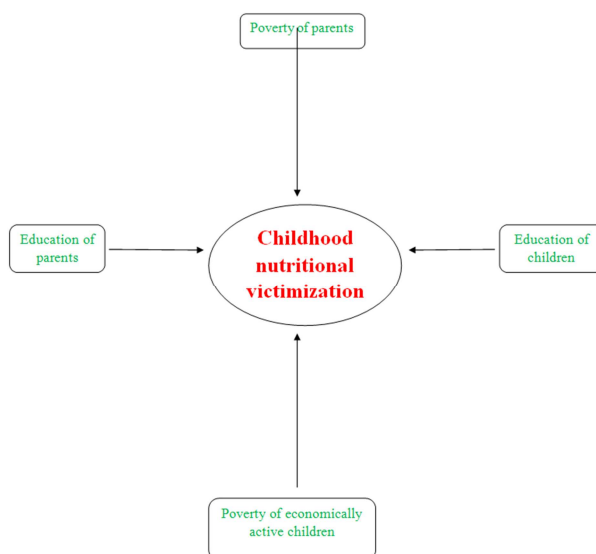 Poverty of parents
Education of
parents
Childhood
nutritional
victimization
Education of
children
Poverty of economically
active children